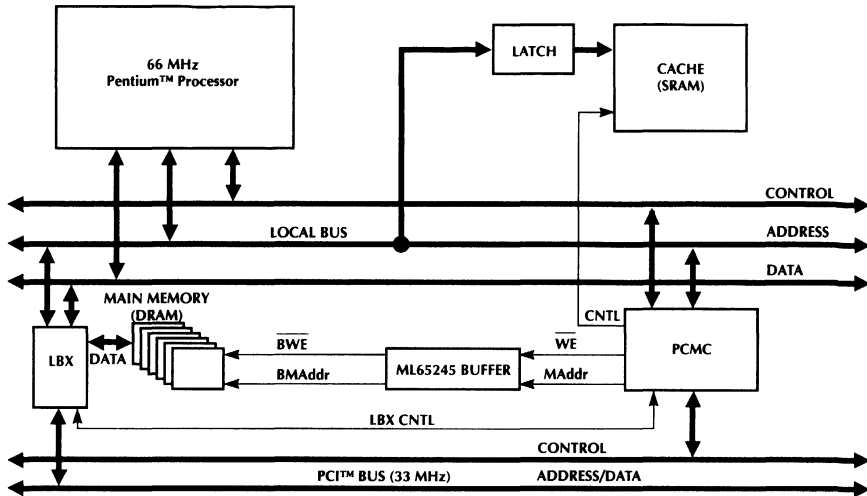 66 MHz
Pentium™ Processor
LATCH
CACHE
(SRAM)
CONTROL
LOCAL BUS
ADDRESS
DATA
MAIN MEMORY
(DRAM)
CNTL
LBX
DATA
BWE
WE
PCMC
BMAddr
ML65245 BUFFER
MAddr
LBX CNTL
CONTROL
PCI™ BUS (33 MHz)
ADDRESS/DATA